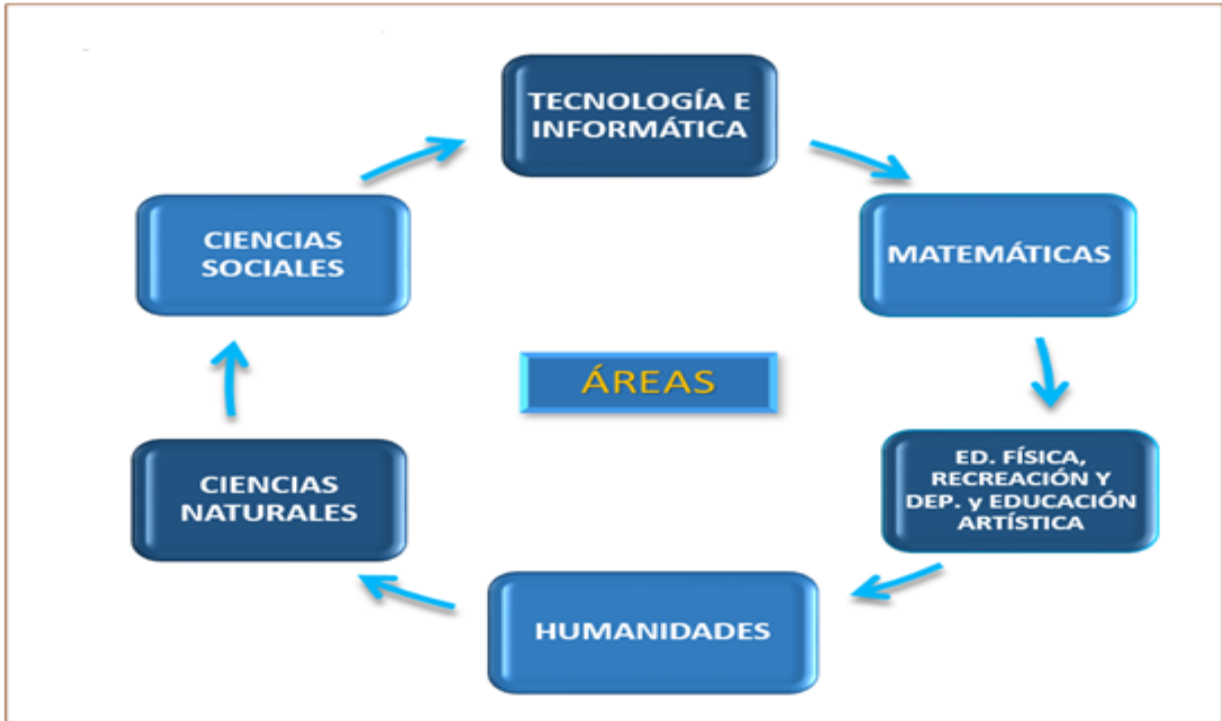 TECNOLOGÍA E
INFORMÁTICA
MATEMÁTICAS
ED. FÍSICA,
RECREACIÓN Y
DEP. y EDUCACIÓN
ARTÍSTICA
HUMANIDADES
CIENCIAS
NATURALES
CIENCIAS
SOCIALES
ÁREAS